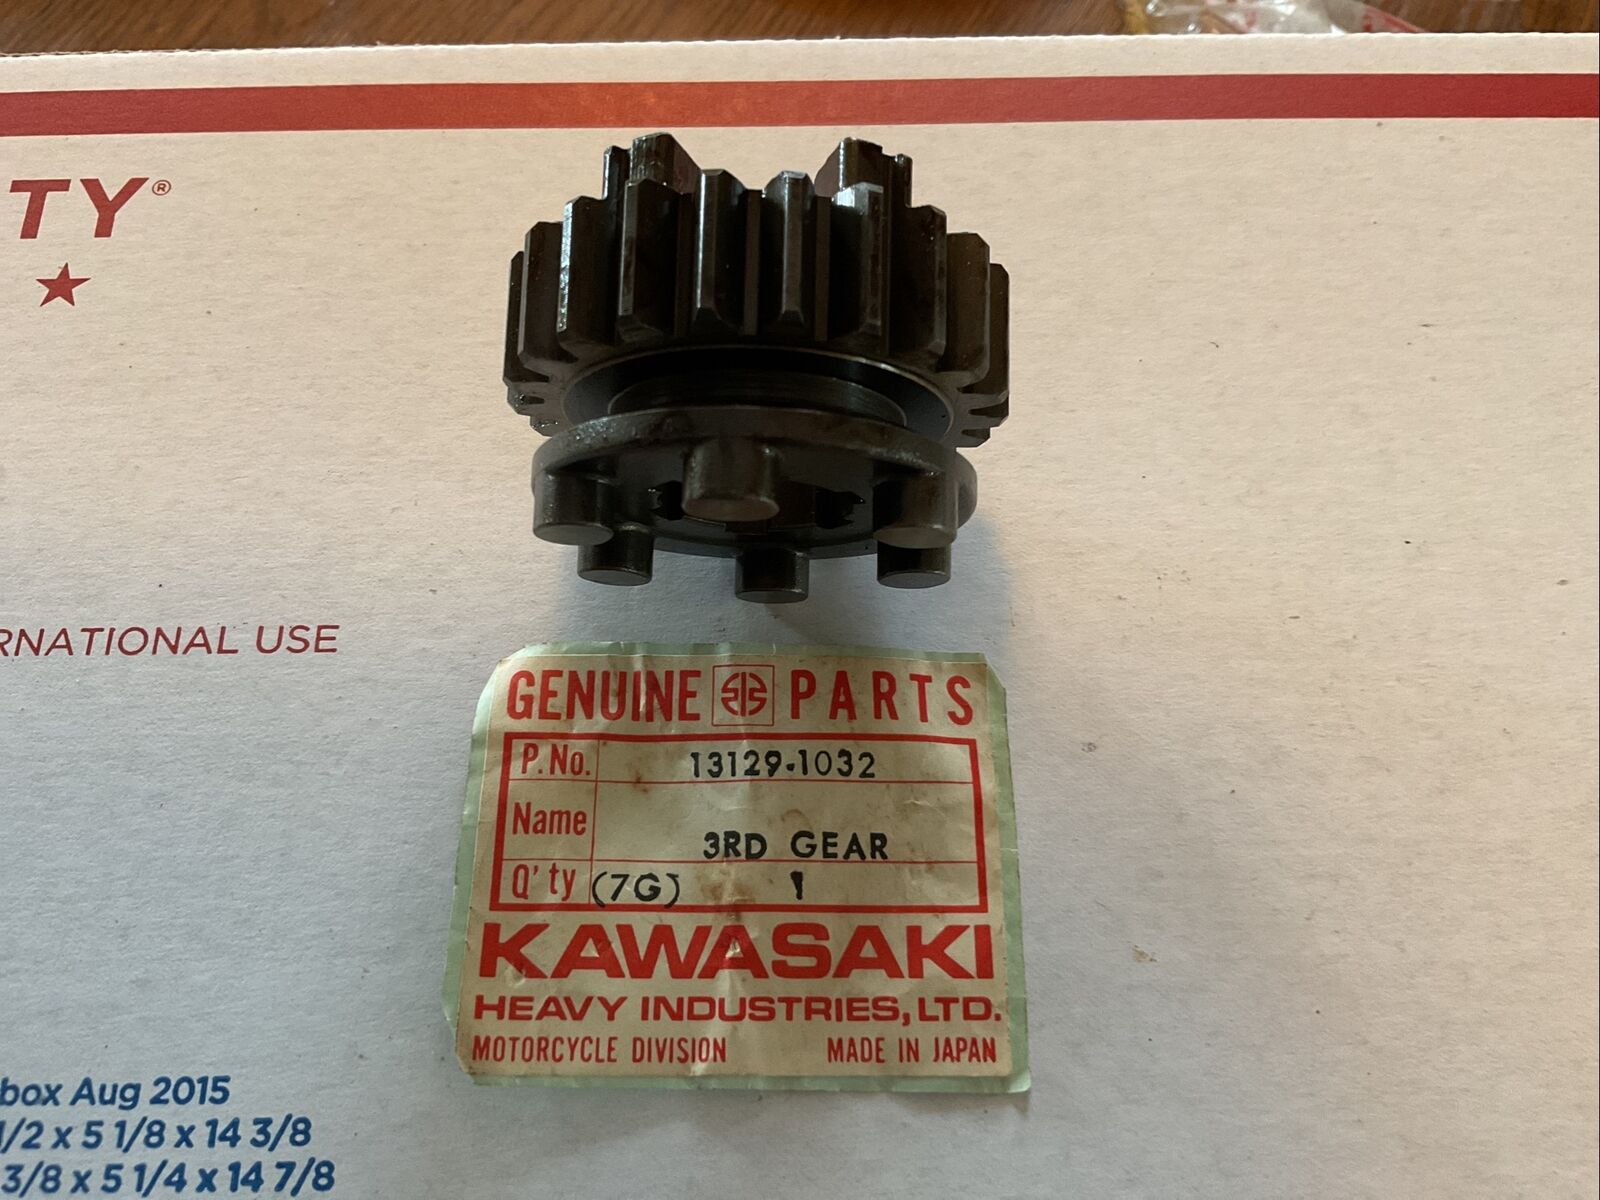 TY®
RNATIONAL USE
GENUINE PARTS
P.No. 13129-1032
Name 3RD GEAR
Q'ty (7G) 1
KAWASAKI
HEAVY INDUSTRIES, LTD.
MOTORCYCLE DIVISION MADE IN JAPAN
box Aug 2015
1/2 x 5 1/8 x 14 3/8
3/8 x 5 1/4 x 14 7/8